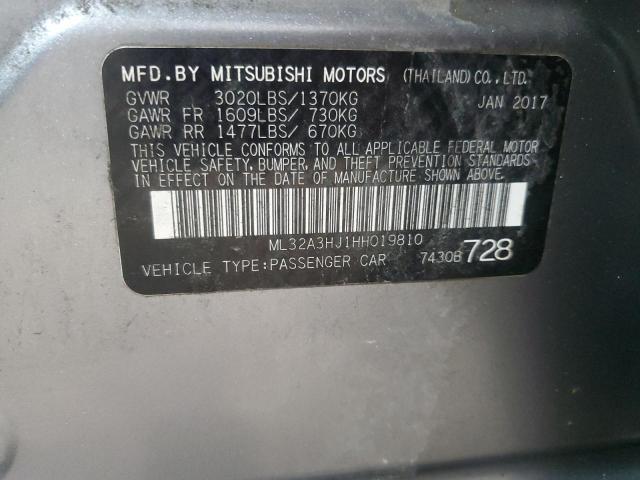 MFD.BY MITSUBISHI MOTORS (THAILAND) CO., LTD.
GVWR 3020LBS/1370KG JAN 2017
GAWR FR 1609LBS/ 730KG
GAWR RR 1477LBS/ 670KG
THIS VEHICLE CONFORMS TO ALL APPLICABLE FEDERAL MOTOR
VEHICLE SAFETY, BUMPER, AND THEFT PREVENTION STANDARDS
IN EFFECT ON THE DATE OF MANUFACTURE SHOWN ABOVE.
ML32A3HJ1HH019810
VEHICLE TYPE:PASSENGER CAR 7430B 728